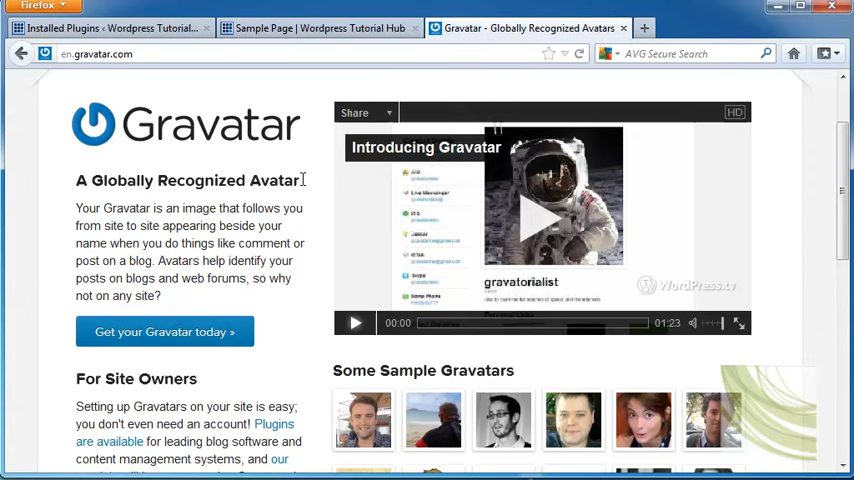 Firefox
Installed Plugins ‹ Wordpress Tutorial...
Sample Page | Wordpress Tutorial Hub
Gravatar - Globally Recognized Avatars
en.gravatar.com
AVG Secure Search
Gravatar
A Globally Recognized Avatar
Your Gravatar is an image that follows you
from site to site appearing beside your
name when you do things like comment or
post on a blog. Avatars help identify your
posts on blogs and web forums, so why
not on any site?
Get your Gravatar today »
For Site Owners
Setting up Gravatars on your site is easy;
you don't even need an account! Plugins
are available for leading blog software and
content management systems, and our
Share
HD
Introducing Gravatar
Live Messenger
Jabber
Skype
Home Phone
gravatorialist
WordPress.tv
00:00
01:23
Some Sample Gravatars